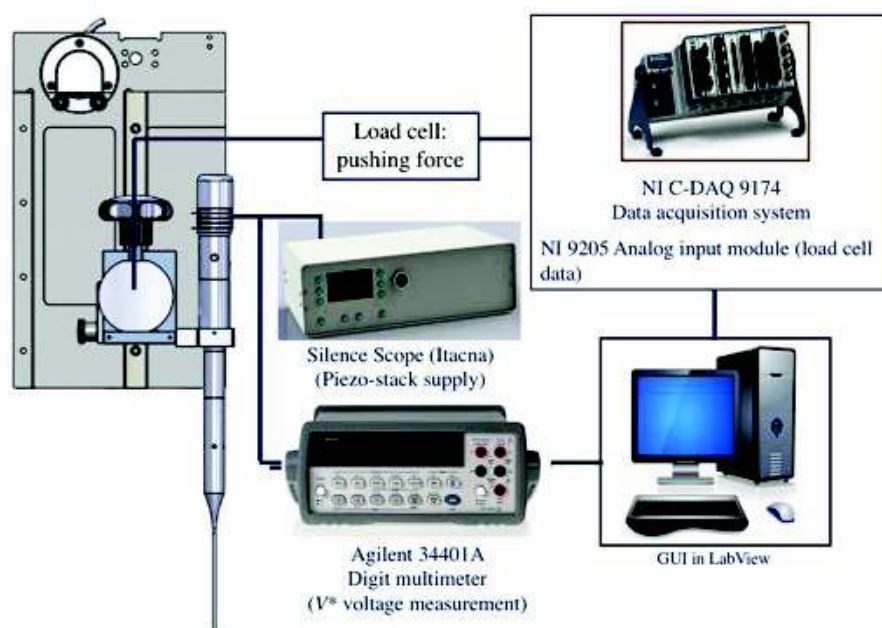 Load cell:
pushing force
NI C-DAQ 9174
Data acquisition system
NI 9205 Analog input module (load cell
data)
Silence Scope (Itacna)
(Piezo-stack supply)
Agilent 34401A
Digit multimeter
(V* voltage measurement)
GUI in LabView